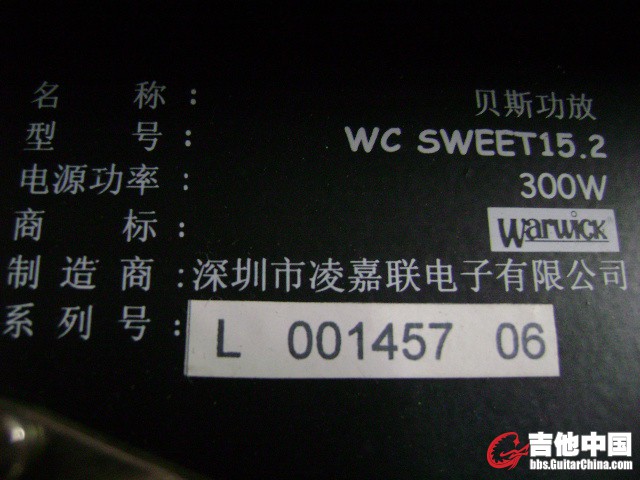 名 称 : 贝斯功放
型 号 : WC SWEET15.2
电源功率 : 300W
商 标 : Warwick
制 造 商 : 深圳市凌嘉联电子有限公司
系 列 号 : L 001457 06
吉他中国
bbs.GuitarChina.com